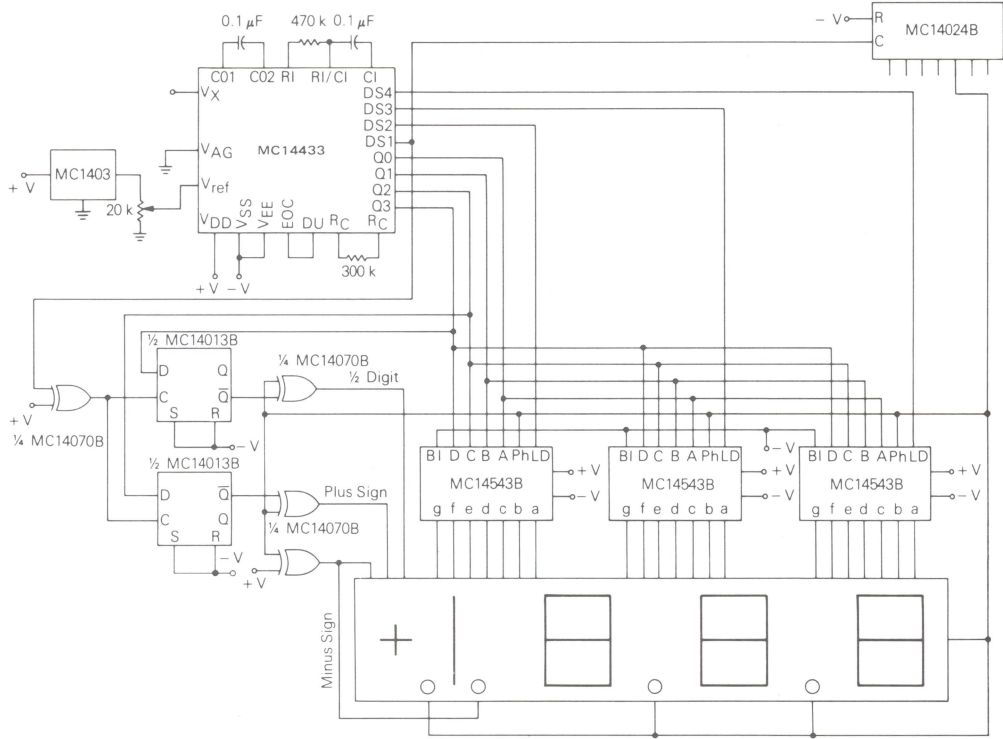 0.1 µF 470 k 0.1 µF
– V R MC14024B
C
C01 C02 RI RI/CI CI
VX
DS4
DS3
DS2
DS1
VAG MC14433
Q0
Q1
Q2
Q3
MC1403
+ V
20 k
Vref
VDD VSS VEE EOC DU RC RC
300 k
+ V – V
½ MC14013B
D Q
C Q̅
S R
– V
+ V
¼ MC14070B
¼ MC14070B
½ Digit
½ MC14013B
D Q̅
C Q
S R
– V
Plus Sign
¼ MC14070B
+ V
Minus Sign
BI D C B A Ph LD
MC14543B
g f e d c b a
+ V
– V
BI D C B A Ph LD
MC14543B
g f e d c b a
+ V
– V
– V
BI D C B A Ph LD
MC14543B
g f e d c b a
+ V
– V